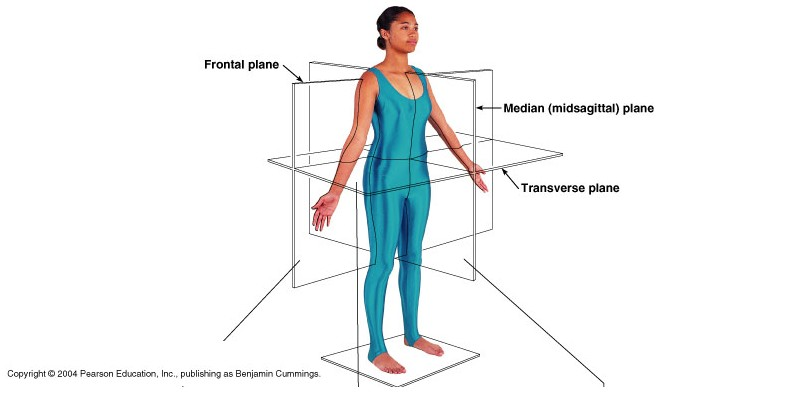 Frontal plane
Median (midsagittal) plane
Transverse plane
Copyright © 2004 Pearson Education, Inc., publishing as Benjamin Cummings.